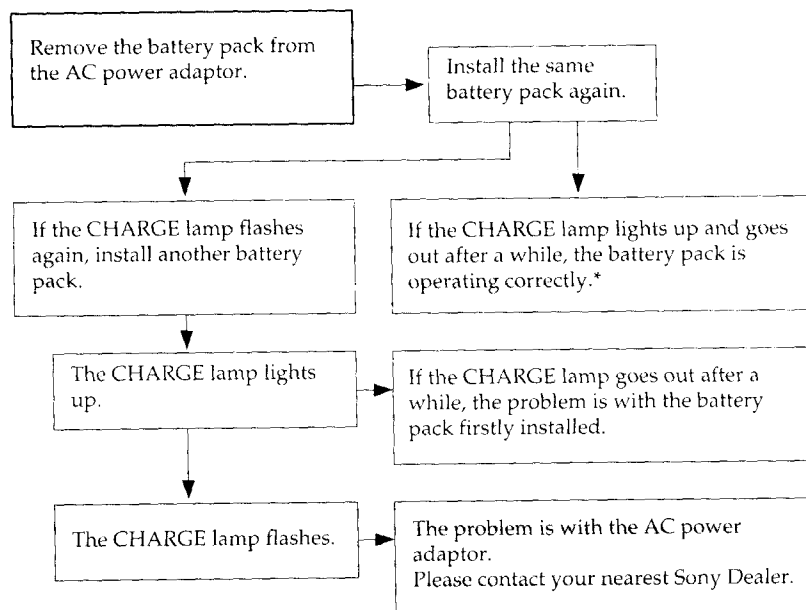 Remove the battery pack from
the AC power adaptor.
Install the same
battery pack again.
If the CHARGE lamp flashes
again, install another battery
pack.
If the CHARGE lamp lights up and goes
out after a while, the battery pack is
operating correctly.*
The CHARGE lamp lights
up.
If the CHARGE lamp goes out after a
while, the problem is with the battery
pack firstly installed.
The CHARGE lamp flashes.
The problem is with the AC power
adaptor.
Please contact your nearest Sony Dealer.